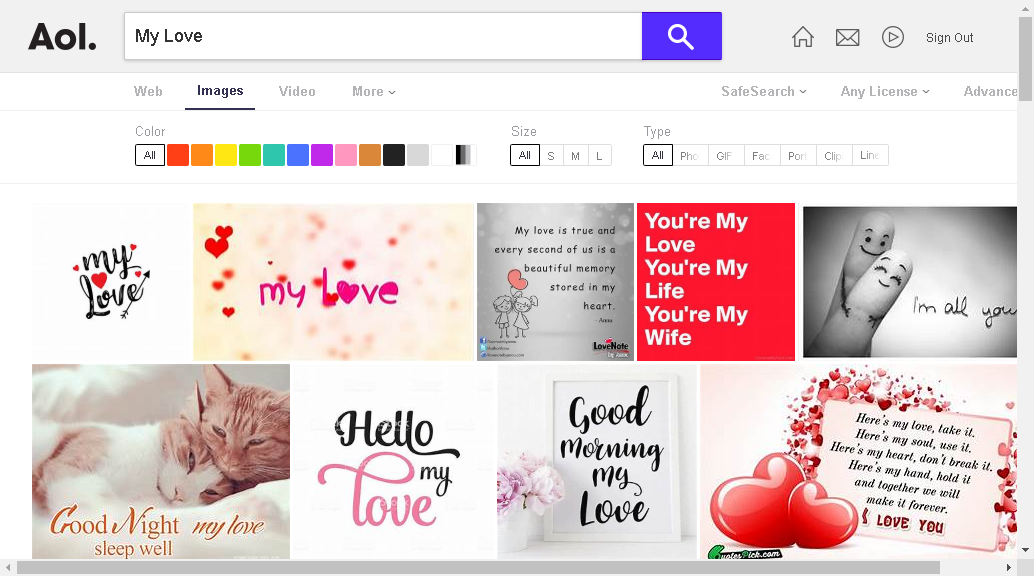 Aol.
My Love
Sign Out
Web
Images
Video
More
SafeSearch
Any License
Advance
Color
Size
Type
All
All
S
M
L
All
Pho
GIF
Fac
Port
Clip
Line
my
Love
my Love
My love is true and
every second of us is a
beautiful memory
stored in my
heart.
- Annu
LoveNote
You're My
Love
You're My
Life
You're My
Wife
I'm all you
Good Night my love
sleep well
Hello
my
love
Good
morning
my
Love
Here's my love, take it.
Here's my soul, use it.
Here's my heart, don't break it.
Here's my hand, hold it
and together we will
make it forever.
I LOVE YOU
QuotesPick.com